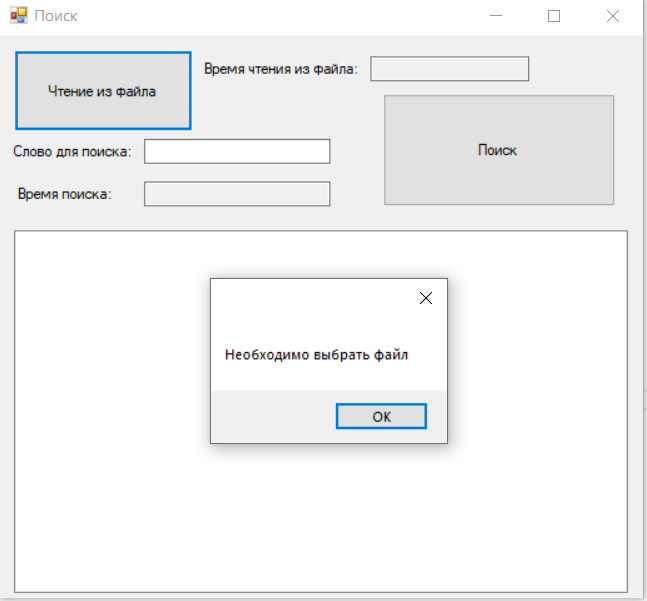 Поиск
Чтение из файла
Время чтения из файла:
Поиск
Слово для поиска:
Время поиска:
Необходимо выбрать файл
OK